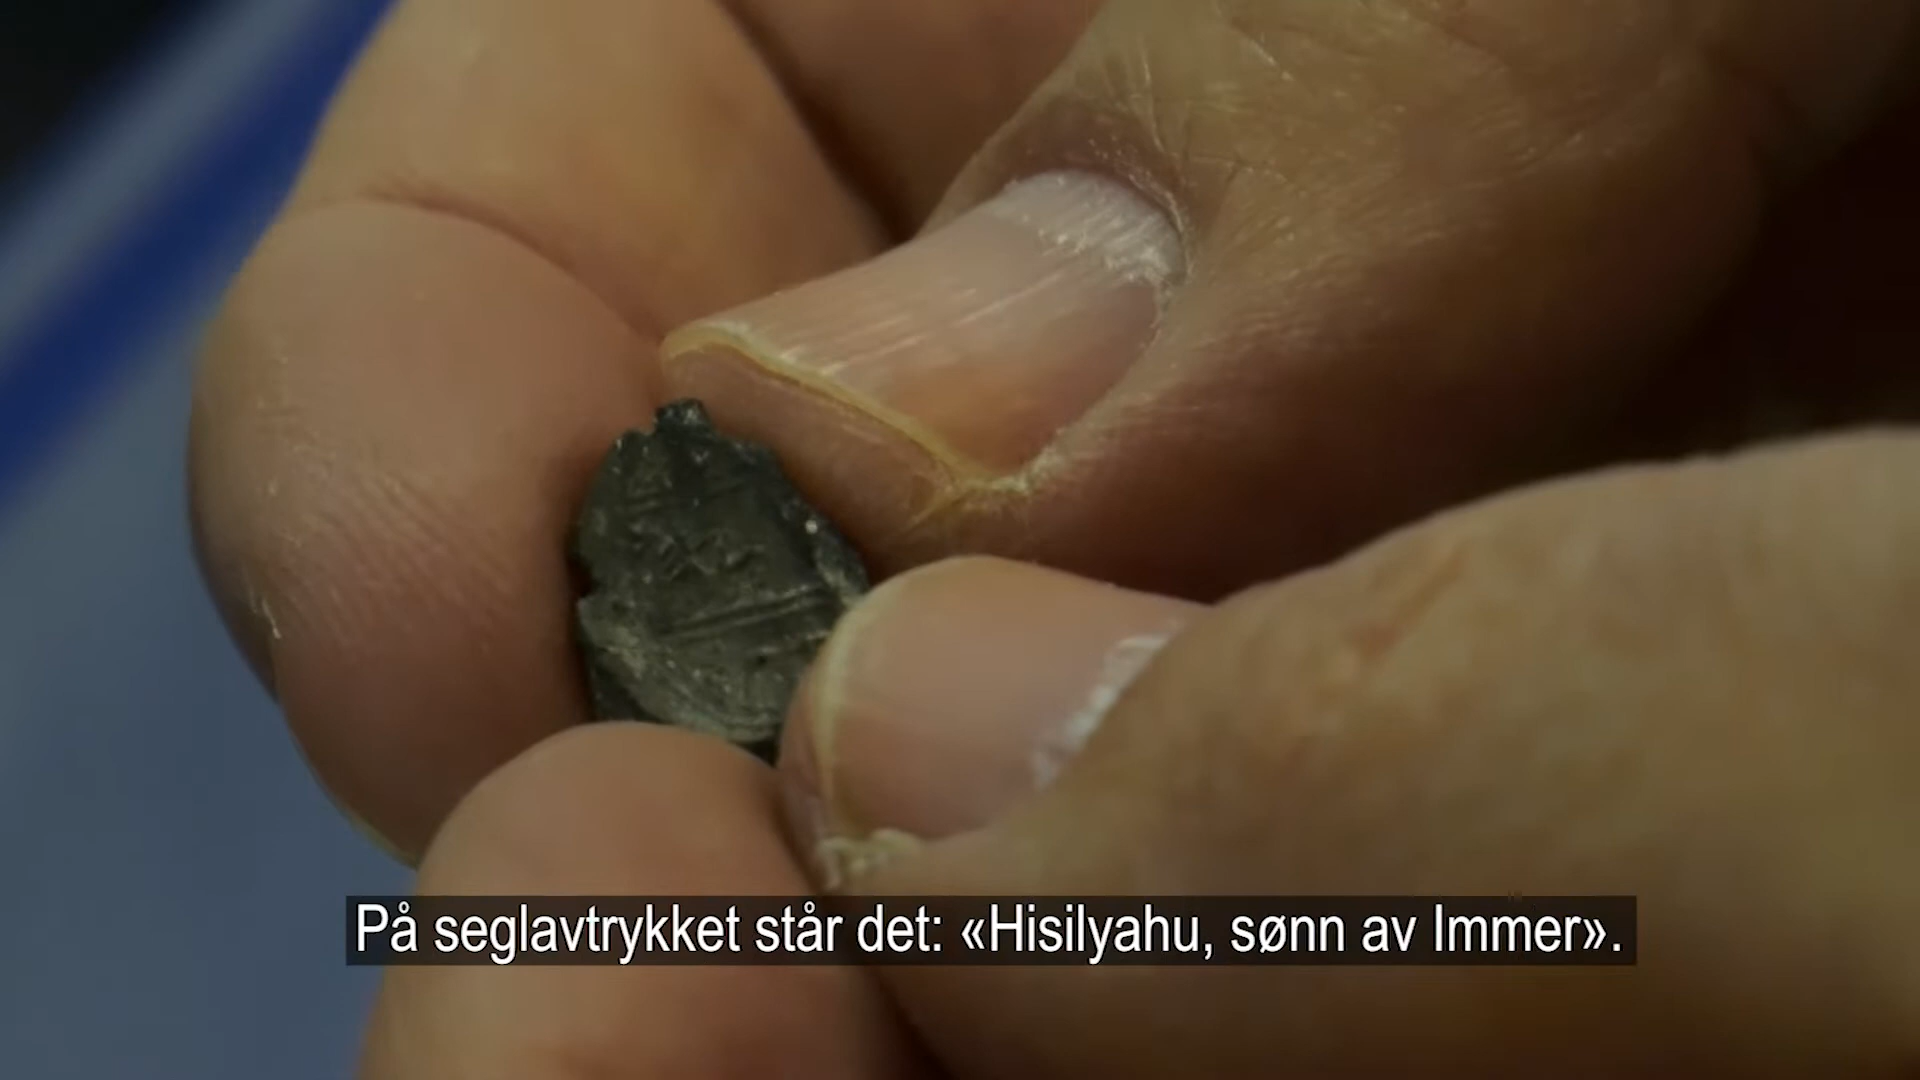 På seglavtrykket står det: «Hisilyahu, sønn av Immer».